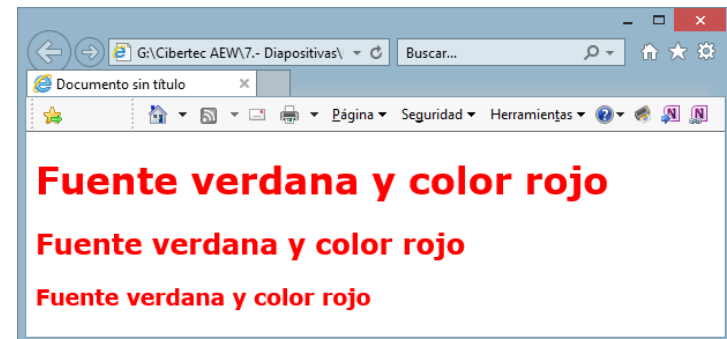 G:\Cibertec AEW\7.- Diapositivas\
Buscar...
Documento sin título
Página Seguridad Herramientas
Fuente verdana y color rojo
Fuente verdana y color rojo
Fuente verdana y color rojo